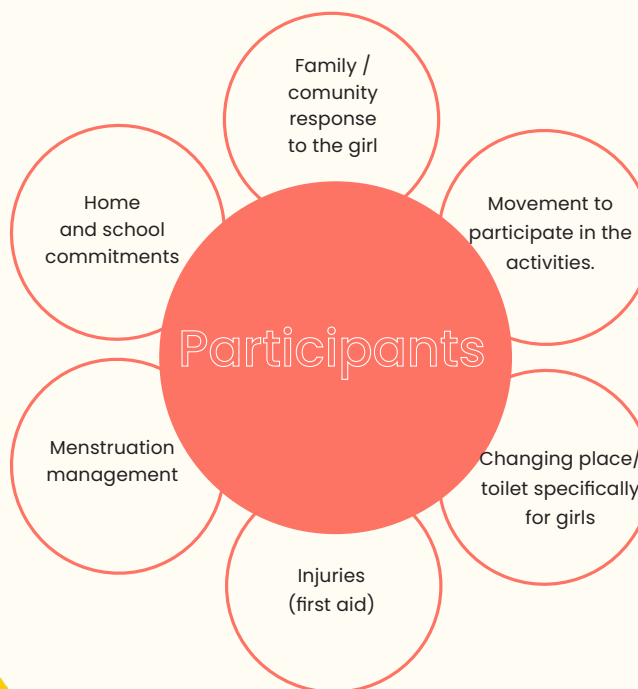 Family /
comunity
response
to the girl
Home
and school
commitments
Movement to
participate in the
activities.
Participants
Menstruation
management
Changing place/
toilet specifically
for girls
Injuries
(first aid)